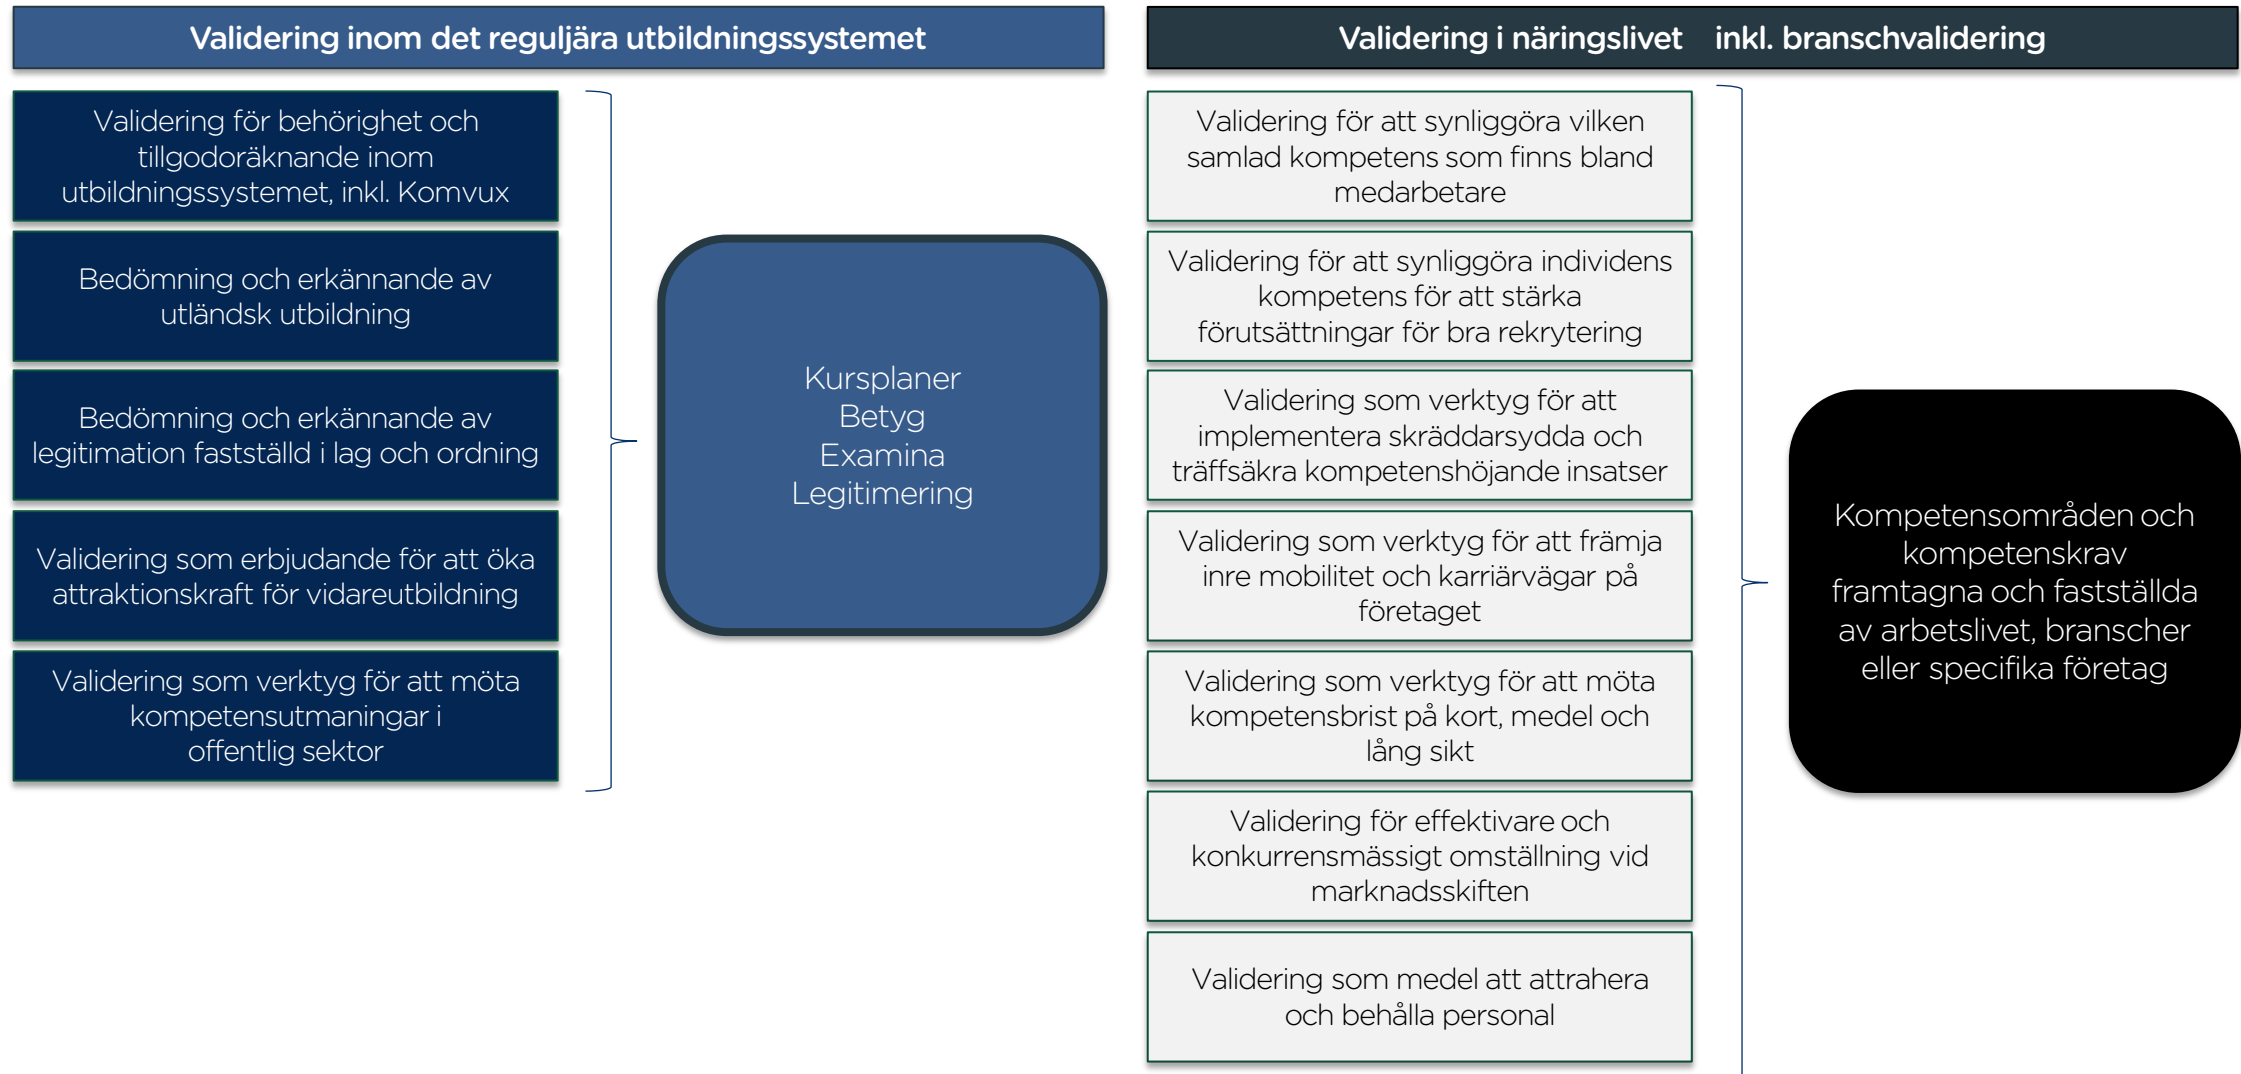 Validering inom det reguljära utbildningssystemet
Validering för behörighet och
tillgodoräknande inom
utbildningssystemet, inkl. Komvux
Bedömning och erkännande av
utländsk utbildning
Bedömning och erkännande av
legitimation fastställd i lag och ordning
Validering som erbjudande för att öka
attraktionskraft för vidareutbildning
Validering som verktyg för att möta
kompetensutmaningar i
offentlig sektor
Kursplaner
Betyg
Examina
Legitimering
Validering i näringslivet inkl. branschvalidering
Validering för att synliggöra vilken
samlad kompetens som finns bland
medarbetare
Validering för att synliggöra individens
kompetens för att stärka
förutsättningar för bra rekrytering
Validering som verktyg för att
implementera skräddarsydda och
träffsäkra kompetenshöjande insatser
Validering som verktyg för att främja
inre mobilitet och karriärvägar på
företaget
Validering som verktyg för att möta
kompetensbrist på kort, medel och
lång sikt
Validering för effektivare och
konkurrensmässigt omställning vid
marknadsskiften
Validering som medel att attrahera
och behålla personal
Kompetensområden och
kompetenskrav
framtagna och fastställda
av arbetslivet, branscher
eller specifika företag